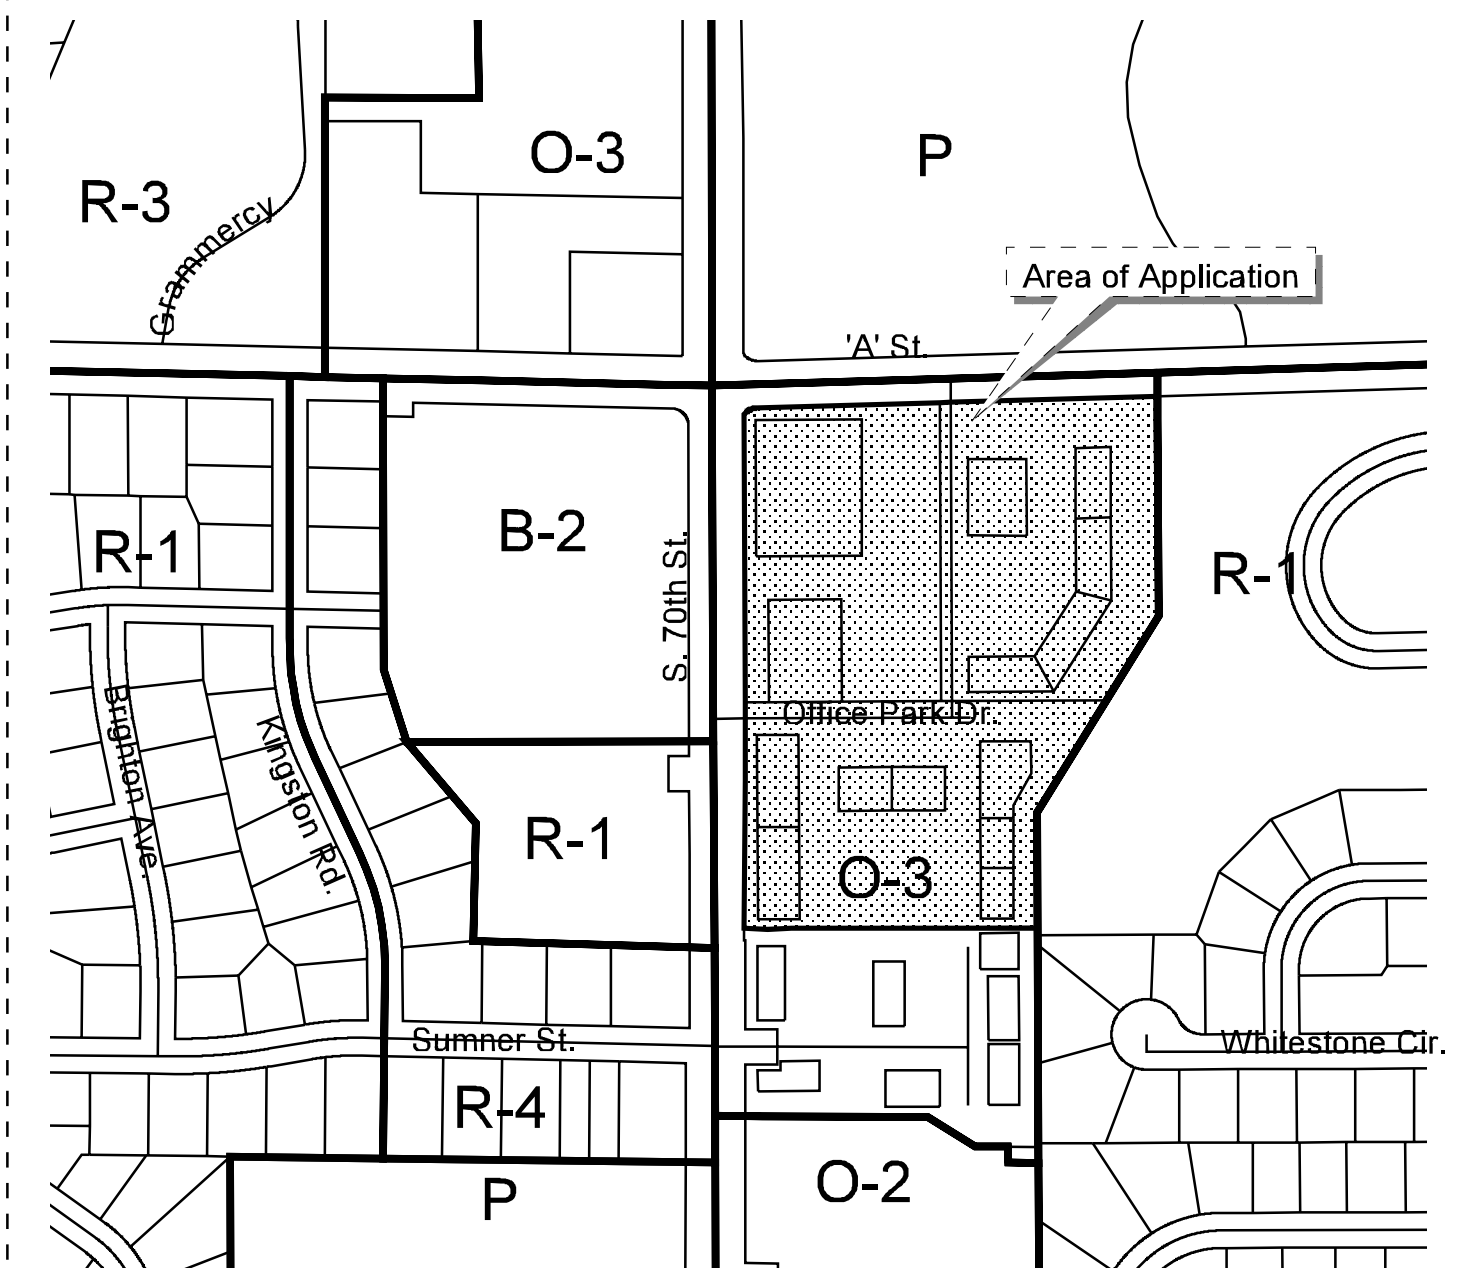 O-3
P
R-3
Grammercy
Area of Application
'A' St.
B-2
R-1
R-1
S. 70th St.
Office Park Dr.
Brighton Ave.
Kingston Rd.
R-1
O-3
Sumner St.
Whitestone Cir.
R-4
O-2
P